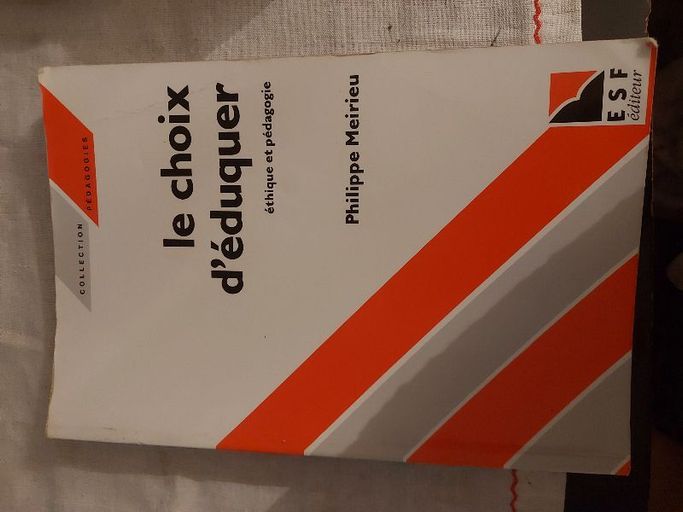 COLLECTION
PÉDAGOGIES
le choix
d'éduquer
éthique et pédagogie
Philippe Meirieu
ESF
éditeur